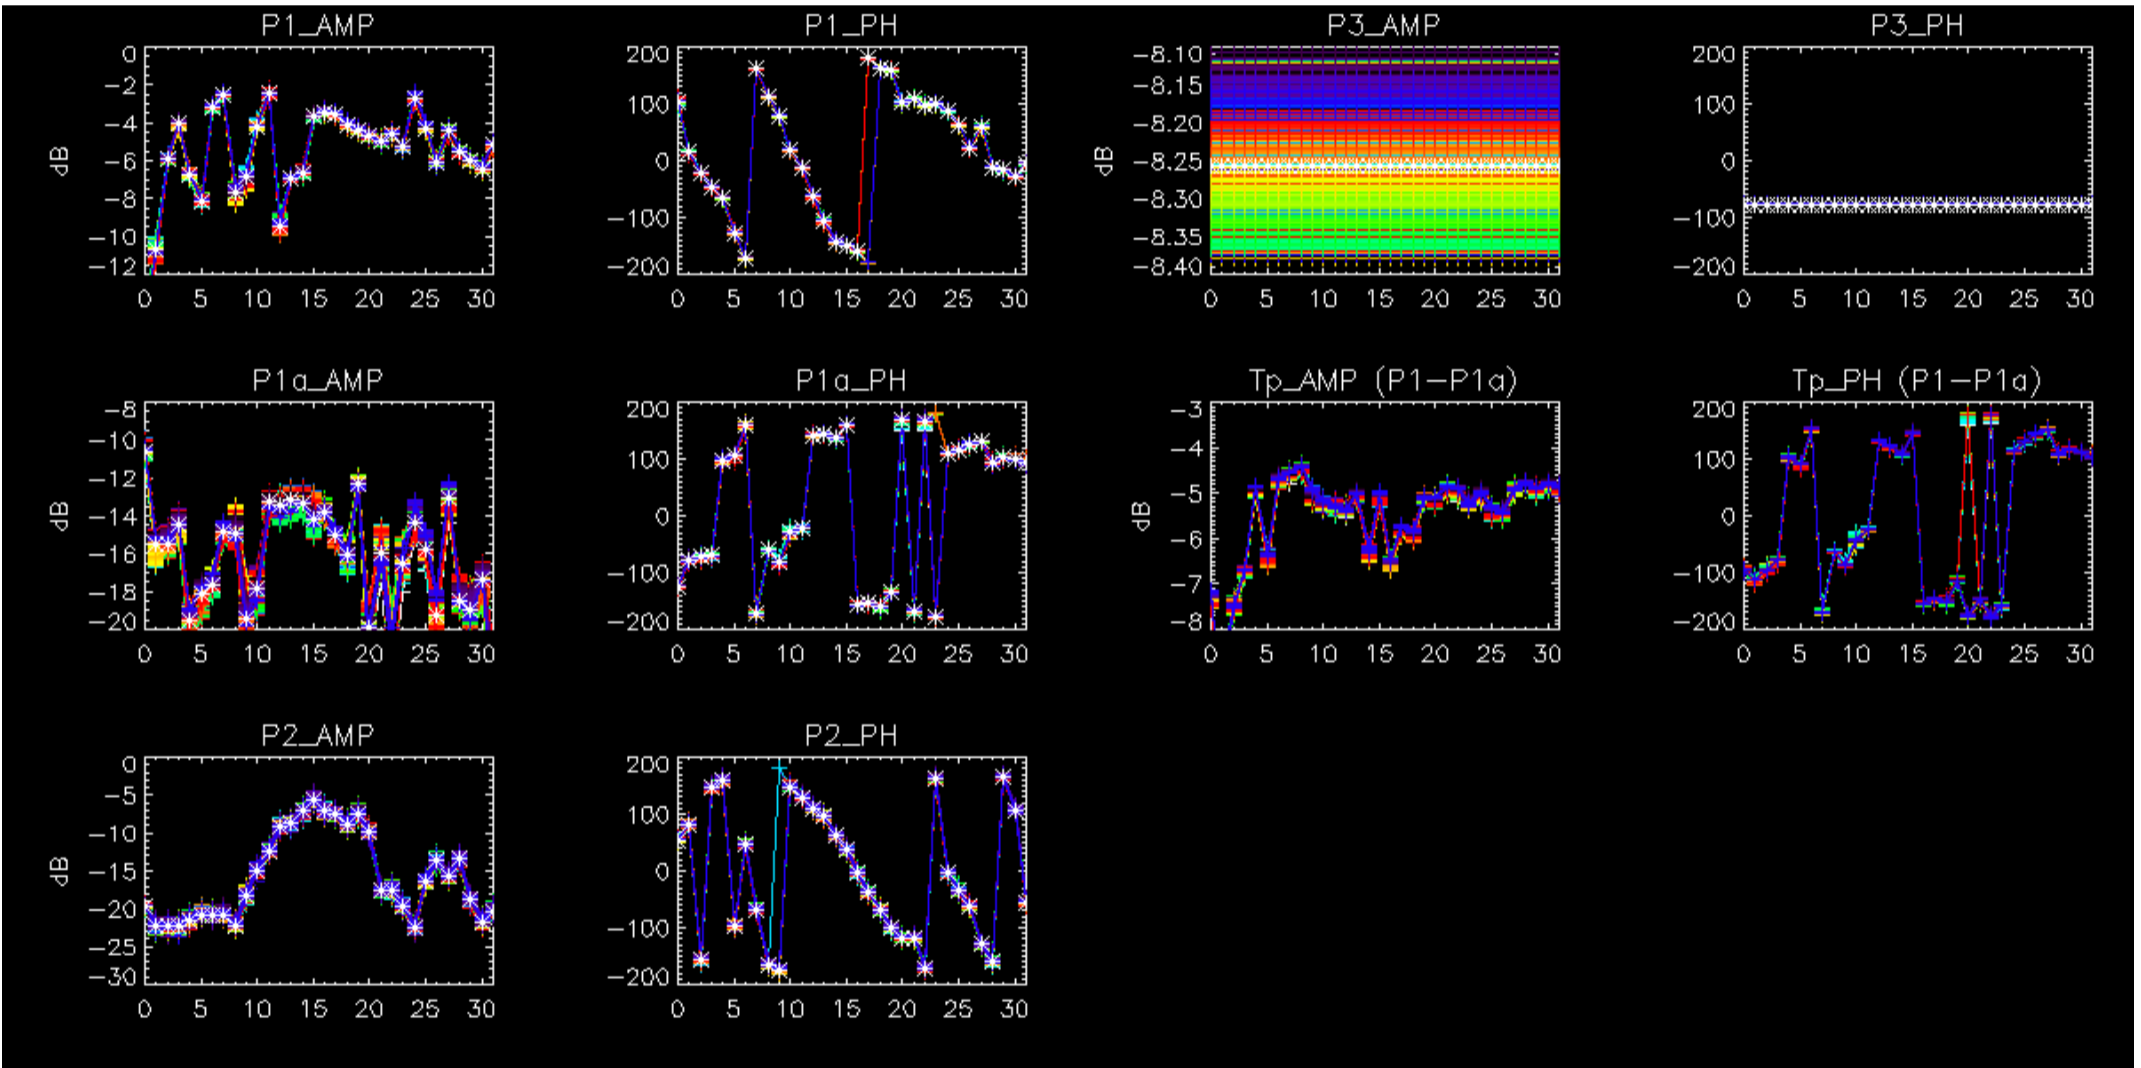 P1_AMP
0
-2
-4
-6
-8
-10
-12
dB
0 5 10 15 20 25 30
P1_PH
200
100
0
-100
-200
0 5 10 15 20 25 30
P3_AMP
-8.10
-8.15
-8.20
-8.25
-8.30
-8.35
-8.40
dB
0 5 10 15 20 25 30
P3_PH
200
100
0
-100
-200
0 5 10 15 20 25 30
P1a_AMP
-8
-10
-12
-14
-16
-18
-20
dB
0 5 10 15 20 25 30
P1a_PH
200
100
0
-100
-200
0 5 10 15 20 25 30
Tp_AMP (P1-P1a)
-3
-4
-5
-6
-7
-8
dB
0 5 10 15 20 25 30
Tp_PH (P1-P1a)
200
100
0
-100
-200
0 5 10 15 20 25 30
P2_AMP
0
-5
-10
-15
-20
-25
-30
dB
0 5 10 15 20 25 30
P2_PH
200
100
0
-100
-200
0 5 10 15 20 25 30